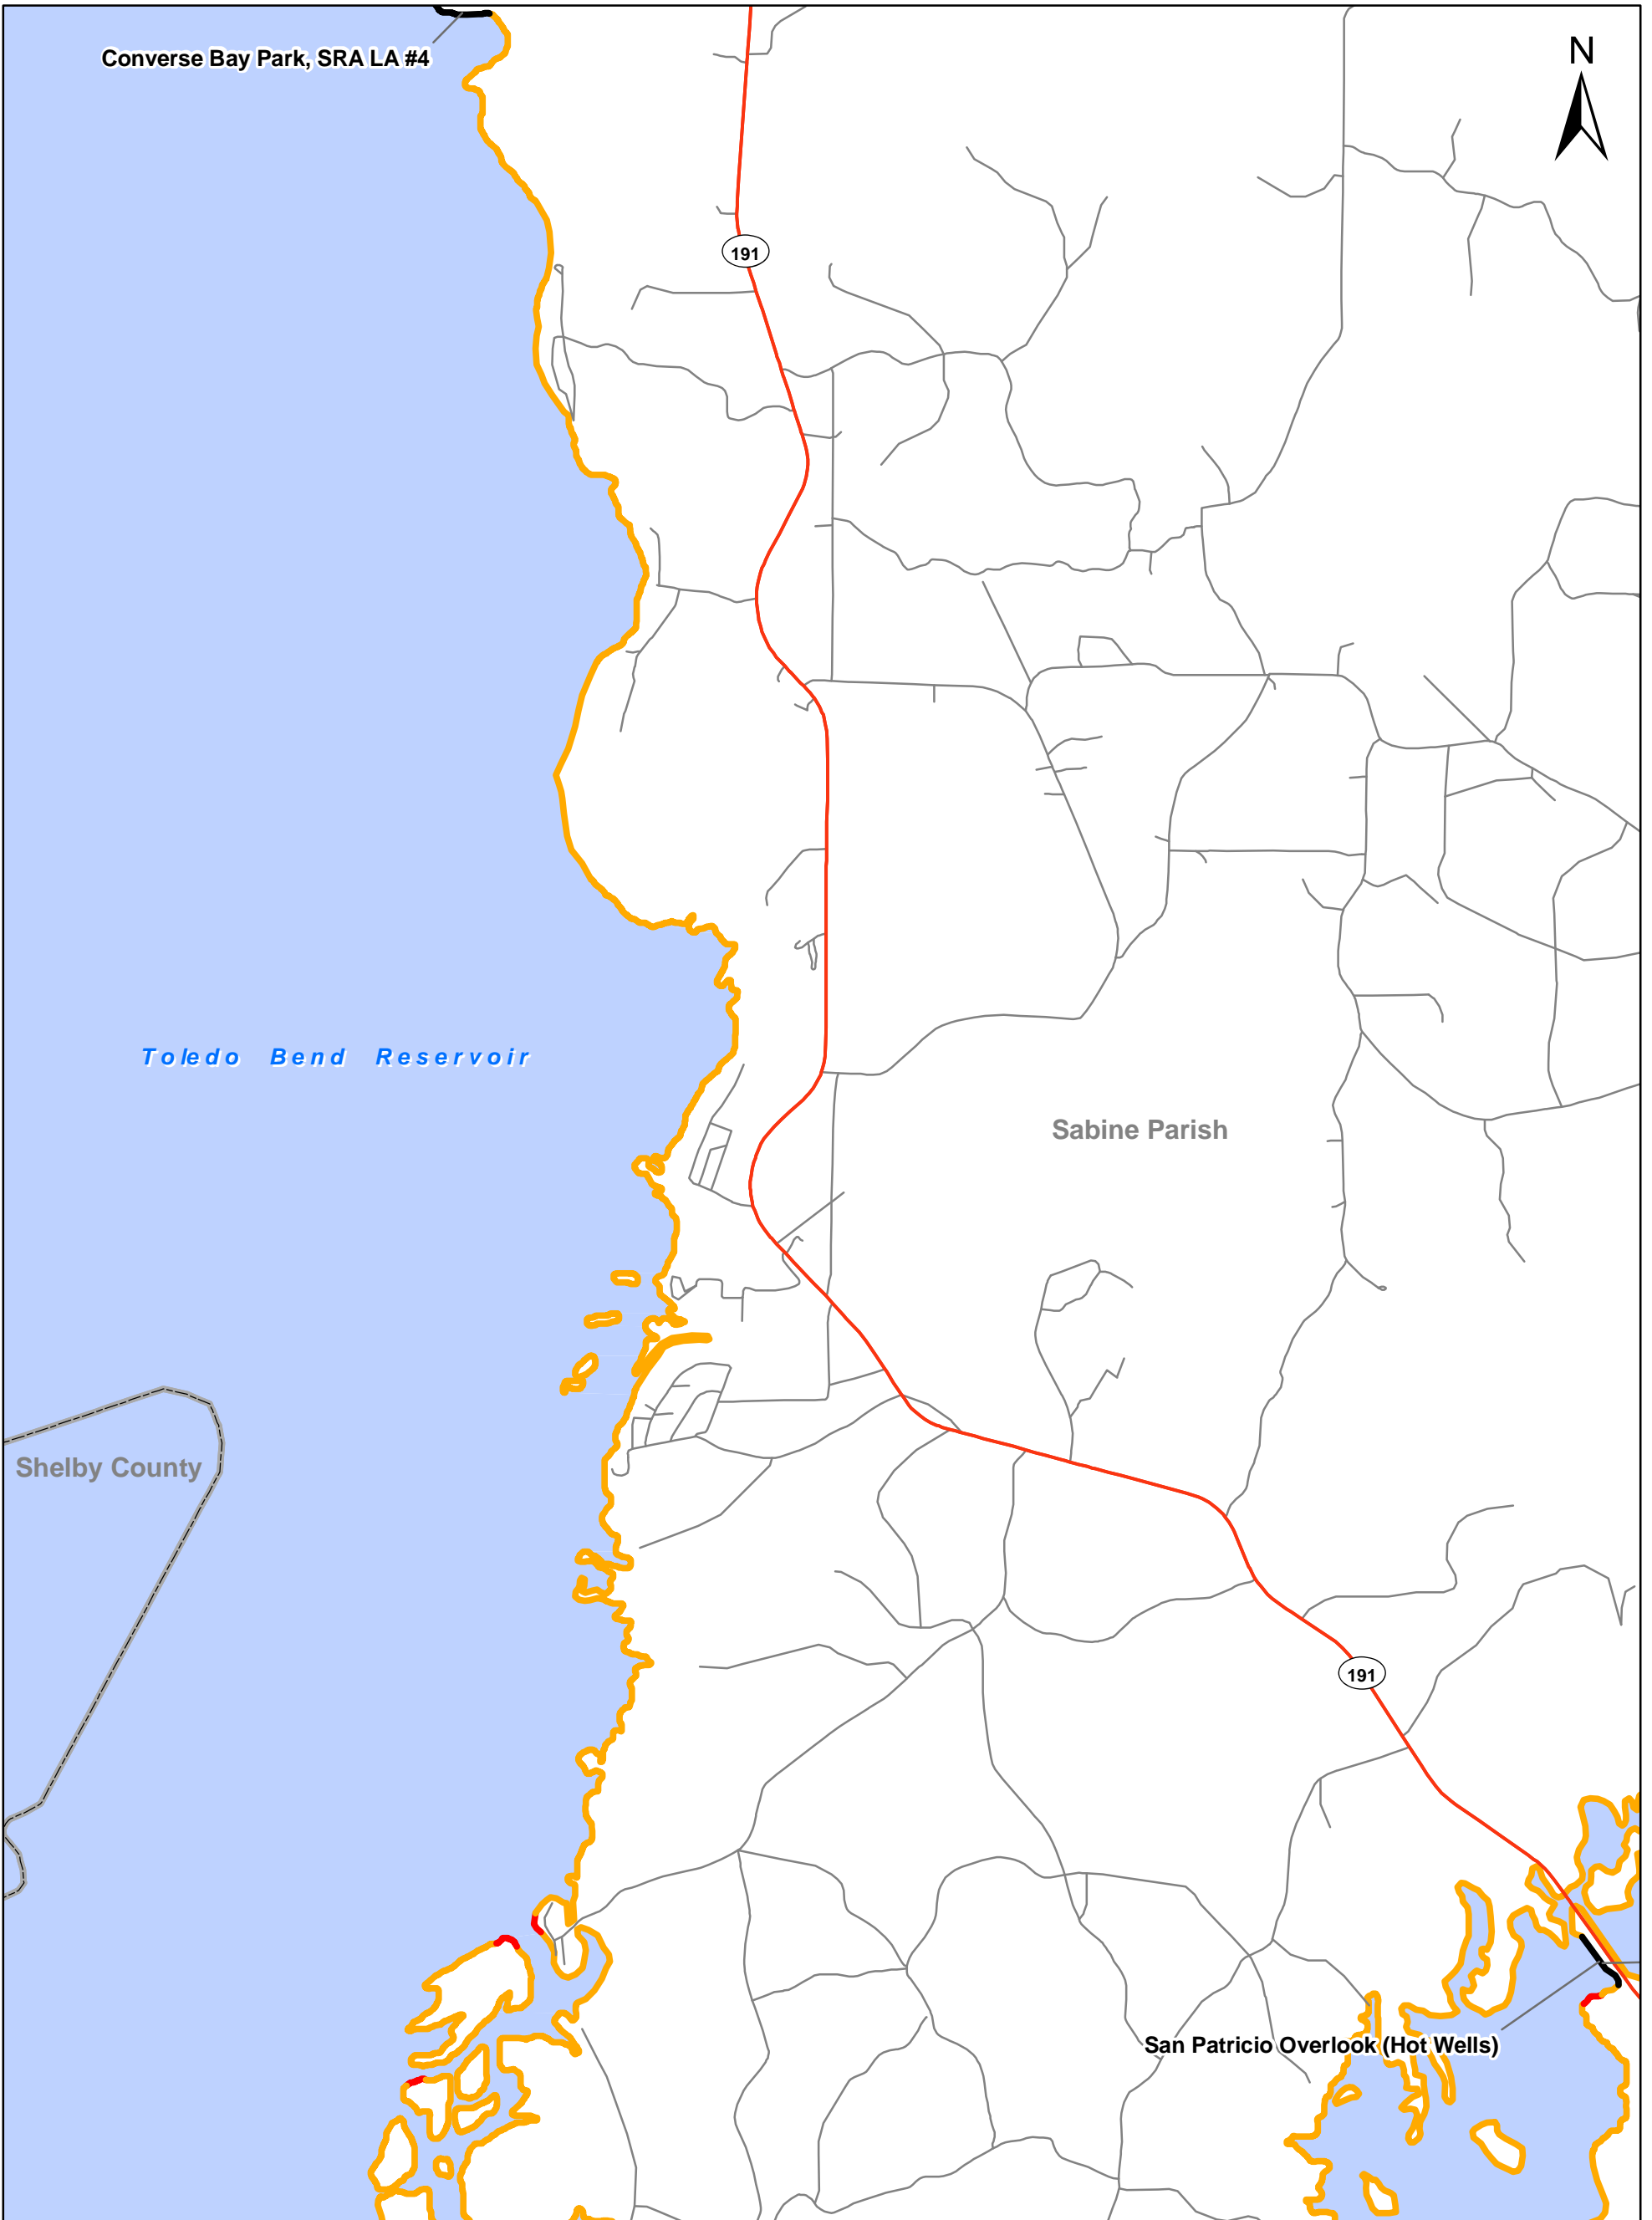 Converse Bay Park, SRA LA #4
N
191
Toledo Bend Reservoir
Sabine Parish
Shelby County
191
San Patricio Overlook (Hot Wells)